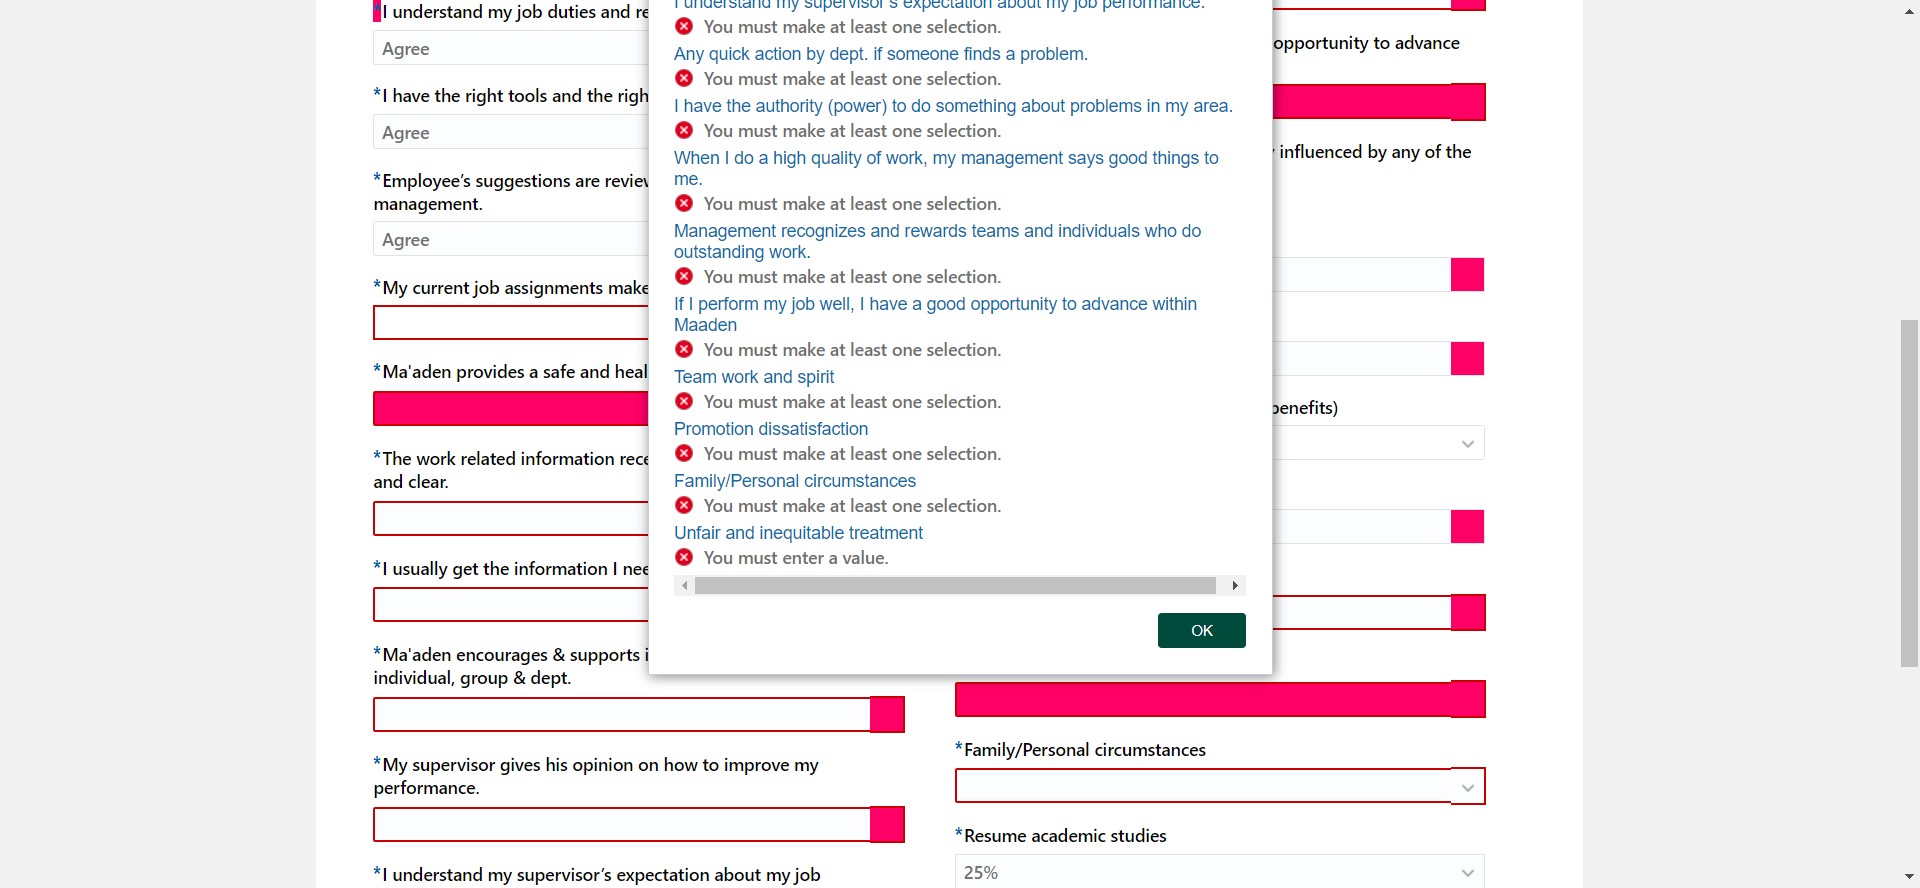 *I understand my job duties and re
Agree
*I have the right tools and the righ
Agree
*Employee's suggestions are review
management.
Agree
*My current job assignments make
*Ma'aden provides a safe and heal
*The work related information rece
and clear.
*I usually get the information I nee
*Ma'aden encourages & supports i
individual, group & dept.
*My supervisor gives his opinion on how to improve my
performance.
*I understand my supervisor's expectation about my job
I understand my supervisor's expectation about my job performance.
You must make at least one selection.
Any quick action by dept. if someone finds a problem.
You must make at least one selection.
I have the authority (power) to do something about problems in my area.
You must make at least one selection.
When I do a high quality of work, my management says good things to
me.
You must make at least one selection.
Management recognizes and rewards teams and individuals who do
outstanding work.
You must make at least one selection.
If I perform my job well, I have a good opportunity to advance within
Maaden
You must make at least one selection.
Team work and spirit
You must make at least one selection.
Promotion dissatisfaction
You must make at least one selection.
Family/Personal circumstances
You must make at least one selection.
Unfair and inequitable treatment
You must enter a value.
OK
opportunity to advance
influenced by any of the
benefits)
*Family/Personal circumstances
*Resume academic studies
25%